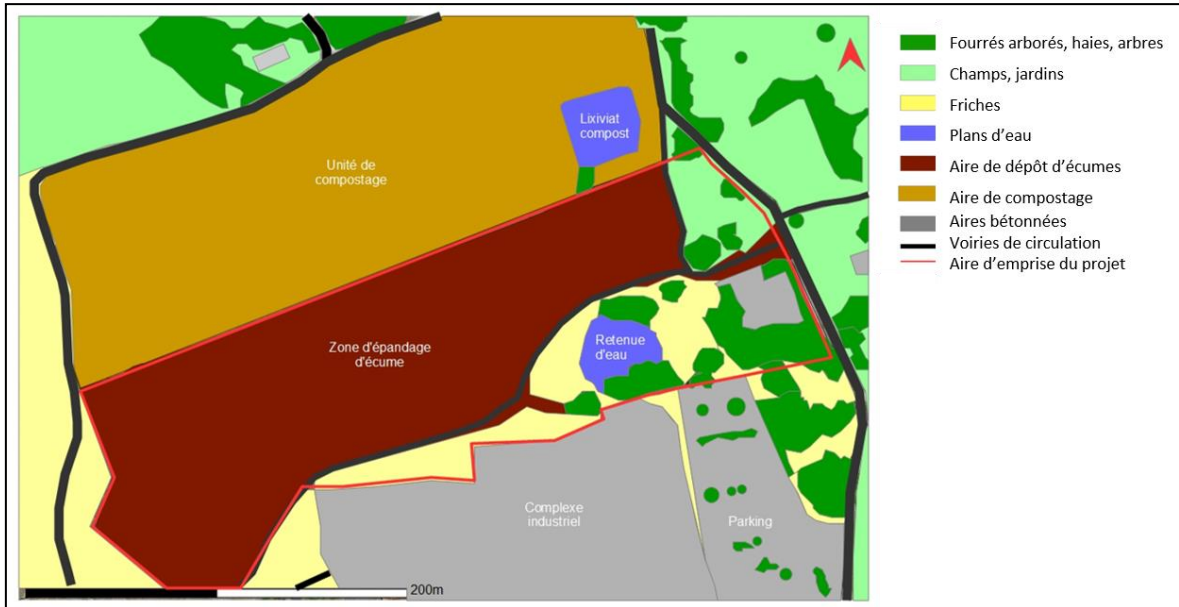 Lixiviat
compost
Unité de
compostage
Zone d'épandage
d'écume
Retenue
d'eau
Complexe
industriel
Parking
200m
Fourrés arborés, haies, arbres
Champs, jardins
Friches
Plans d’eau
Aire de dépôt d’écumes
Aire de compostage
Aires bétonnées
Voiries de circulation
Aire d’emprise du projet